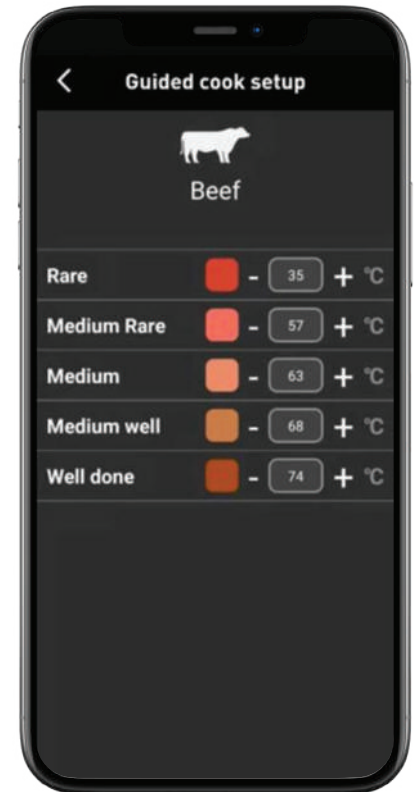 Guided cook setup
Beef
Rare - 35 + °C
Medium Rare - 57 + °C
Medium - 63 + °C
Medium well - 68 + °C
Well done - 74 + °C